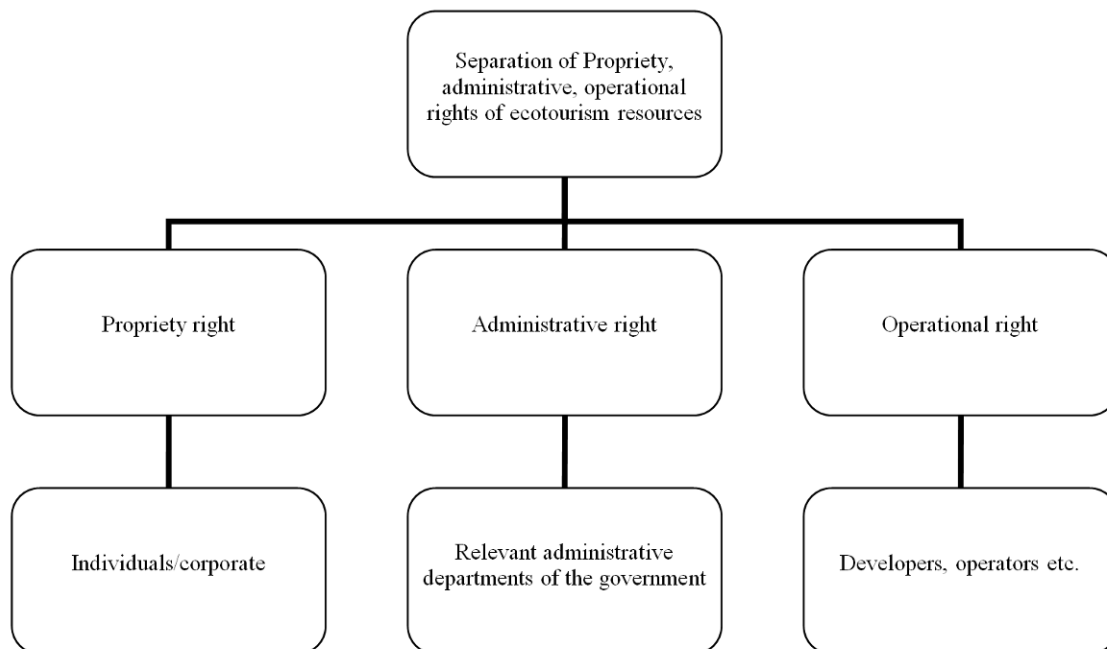 Separation of Propriety,
administrative, operational
rights of ecotourism resources
Propriety right
Administrative right
Operational right
Individuals/corporate
Relevant administrative
departments of the government
Developers, operators etc.